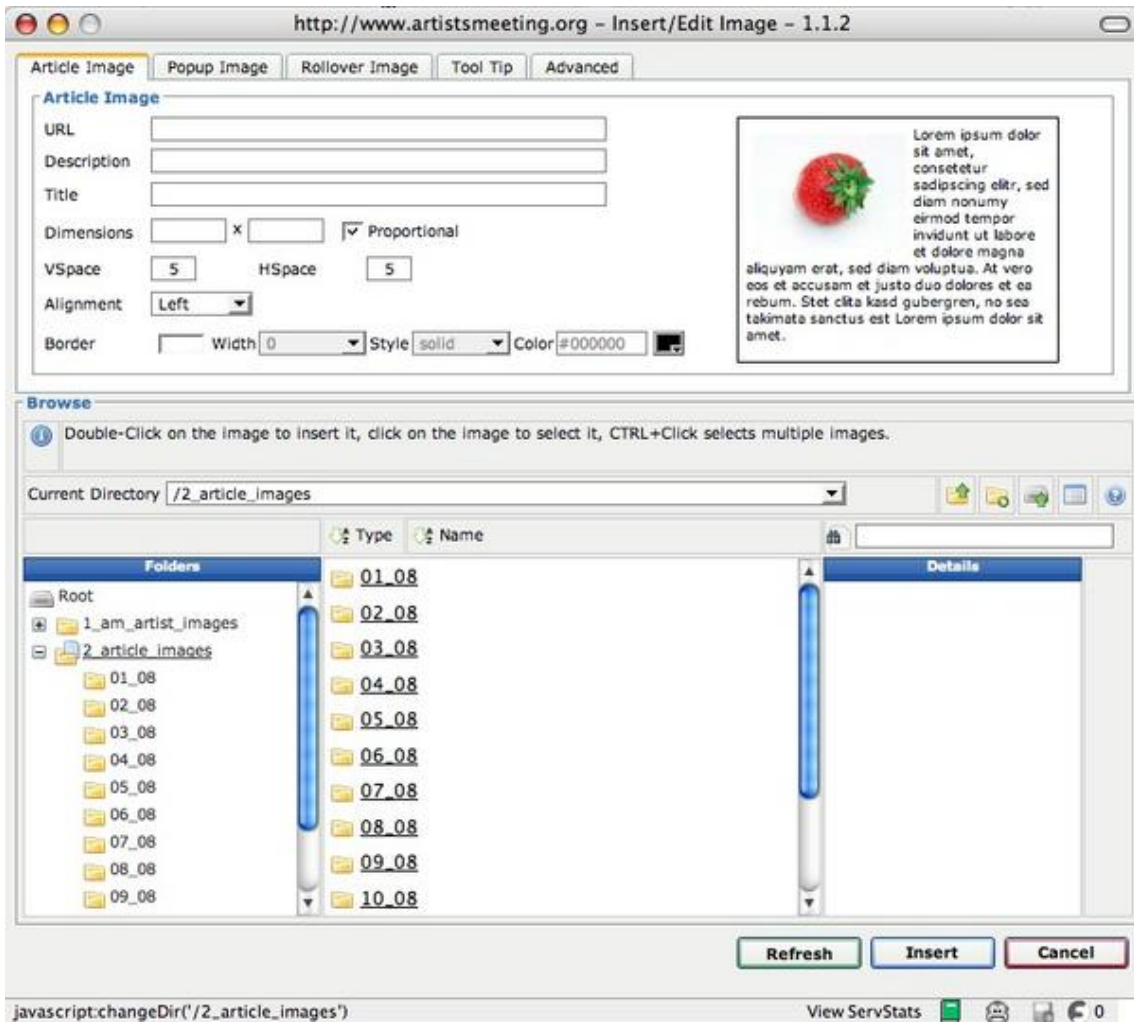 http://www.artistsmeeting.org - Insert/Edit Image - 1.1.2
Article Image Popup Image Rollover Image Tool Tip Advanced
Article Image
URL
Description
Title
Dimensions x Proportional
VSpace 5 HSpace 5
Alignment Left
Border Width 0 Style solid Color #000000
Lorem ipsum dolor
sit amet,
consetetur
sadipscing elitr, sed
diam nonumy
eirmod tempor
invidunt ut labore
et dolore magna
aliquyam erat, sed diam voluptua. At vero
eos et accusam et justo duo dolores et ea
rebum. Stet clita kasd gubergren, no sea
takimata sanctus est Lorem ipsum dolor sit
amet.
Browse
Double-Click on the image to insert it, click on the image to select it, CTRL+Click selects multiple images.
Current Directory /2_article_images
Type Name
Folders
Root
1_am_artist_images
2_article_images
01_08
02_08
03_08
04_08
05_08
06_08
07_08
08_08
09_08
01_08
02_08
03_08
04_08
05_08
06_08
07_08
08_08
09_08
10_08
Details
Refresh Insert Cancel
javascript:changeDir('/2_article_images') View ServStats 0